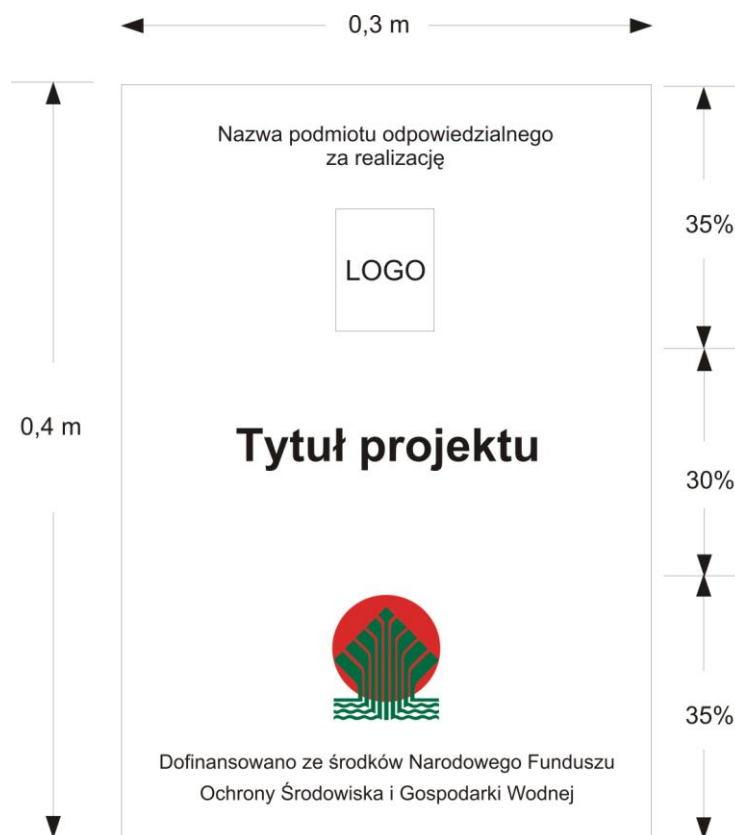 0,3 m
Nazwa podmiotu odpowiedzialnego
za realizację
35%
LOGO
0,4 m
Tytuł projektu
30%
35%
Dofinansowano ze środków Narodowego Funduszu
Ochrony Środowiska i Gospodarki Wodnej